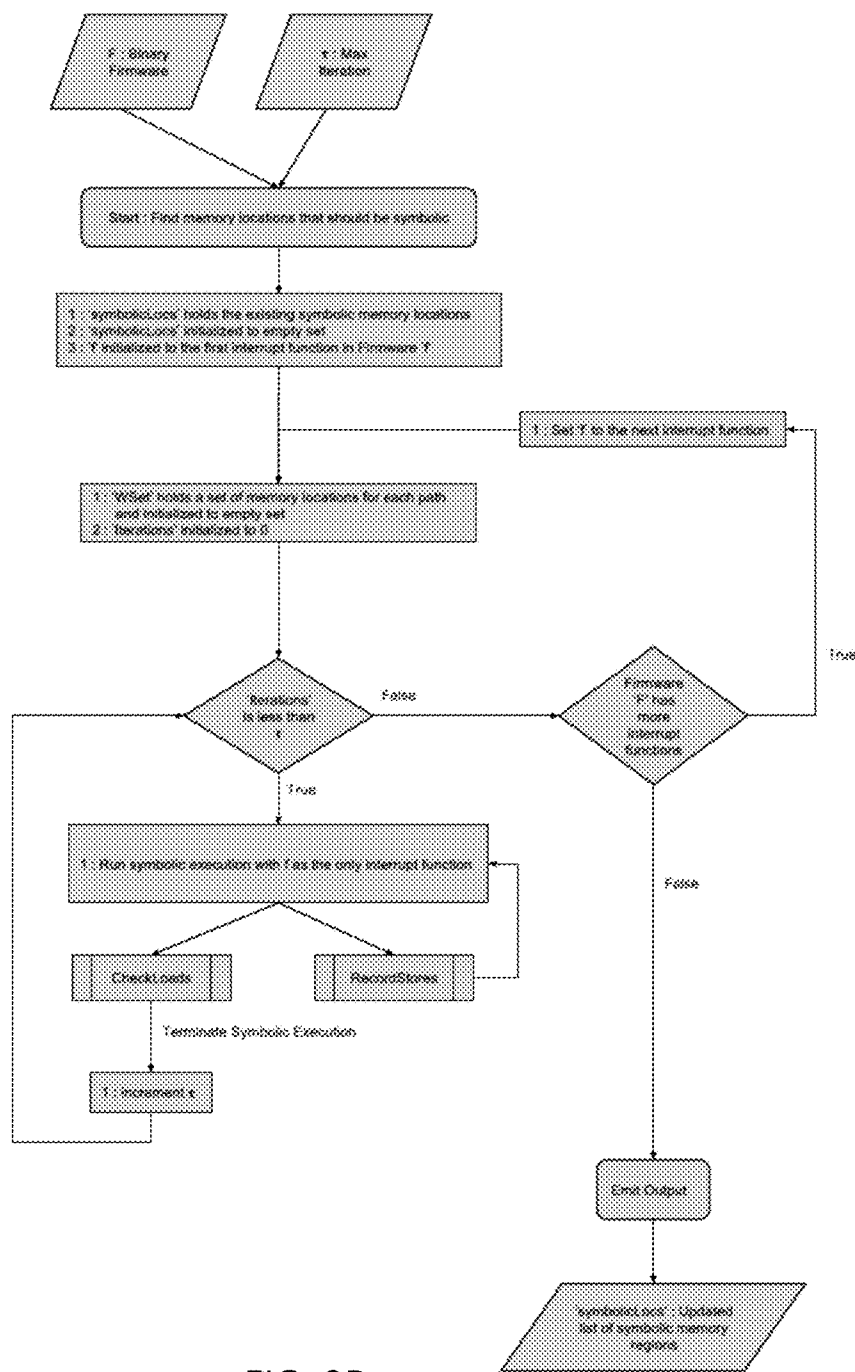 F : Binary
Firmware
τ : Max
Iteration
Start : Find memory locations that should be symbolic
1 : 'symbolicLocs' holds the existing symbolic memory locations
2 : 'symbolicLocs' initialized to empty set
3 : 'f' initialized to the first interrupt function in Firmware 'F'
1 : Set 'f' to the next interrupt function
1 : 'WSet' holds a set of memory locations for each path
and initialized to empty set
2 : 'Iterations' initialized to 0
True
'Iterations'
is less than
τ
False
Firmware
'F' has
more
interrupt
functions
True
1 : Run symbolic execution with f as the only interrupt function
False
CheckLoads
RecordStores
Terminate Symbolic Execution
1 : Increment τ
Emit Output
'symbolicLocs' : Updated
list of symbolic memory
regions